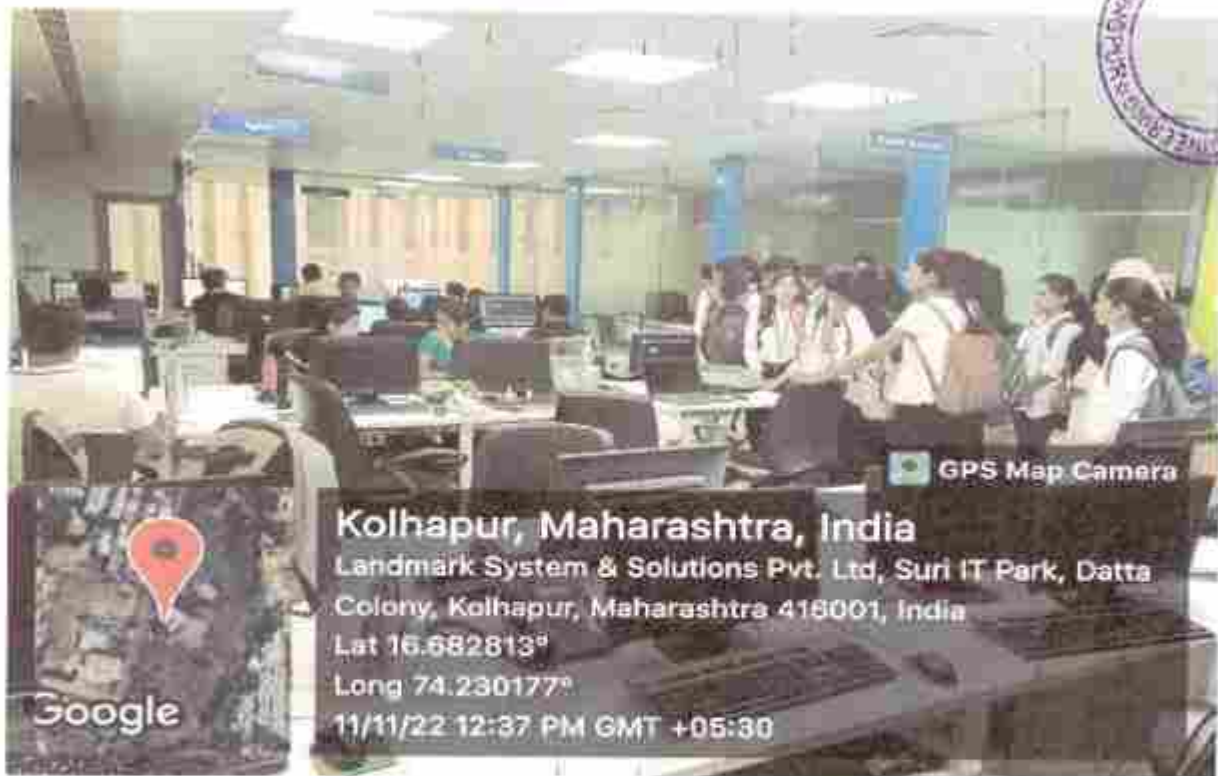 GPS Map Camera
Kolhapur, Maharashtra, India
Landmark System & Solutions Pvt. Ltd, Suri IT Park, Datta
Colony, Kolhapur, Maharashtra 416001, India
Lat 16.682813°
Long 74.230177°
11/11/22 12:37 PM GMT +05:30
Google